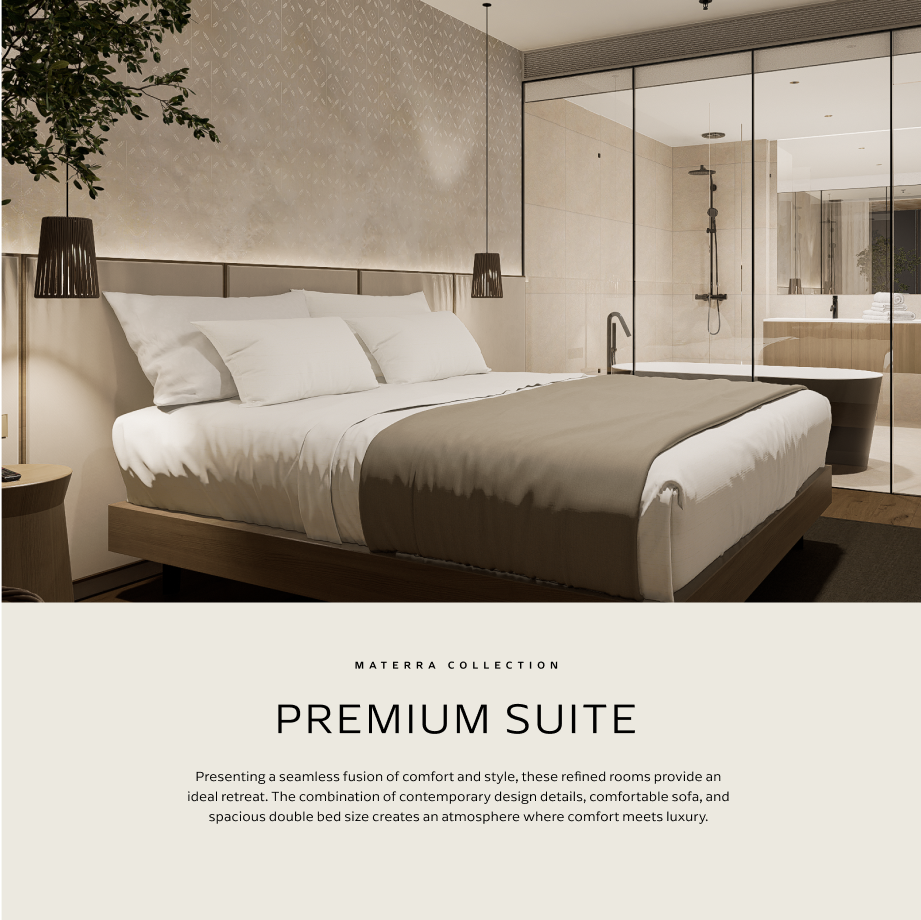 MATERRA COLLECTION
PREMIUM SUITE
Presenting a seamless fusion of comfort and style, these refined rooms provide an
ideal retreat. The combination of contemporary design details, comfortable sofa, and
spacious double bed size creates an atmosphere where comfort meets luxury.